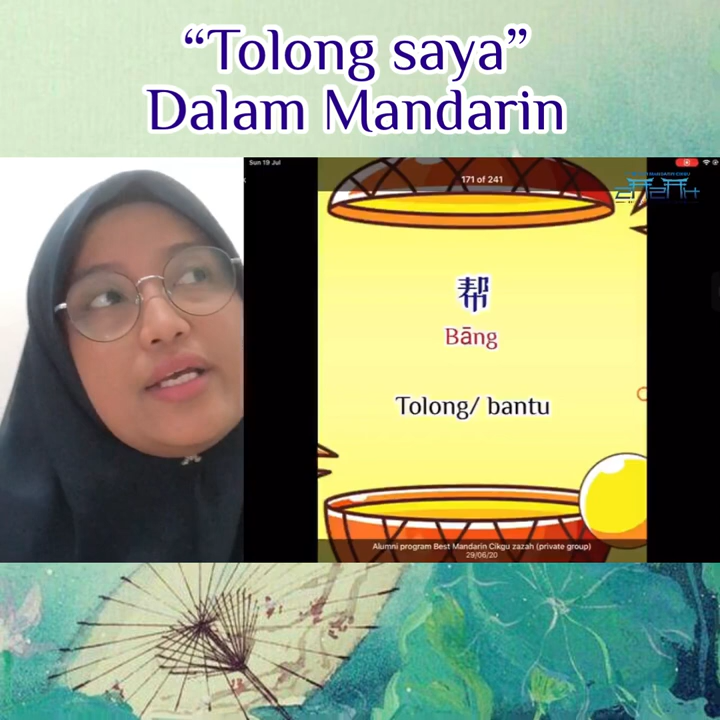 “Tolong saya”
Dalam Mandarin
Sun 19 Jul
171 of 241
帮
Bāng
Tolong/ bantu
Alumni program Best Mandarin Cikgu zazah (private group)
29/06/20